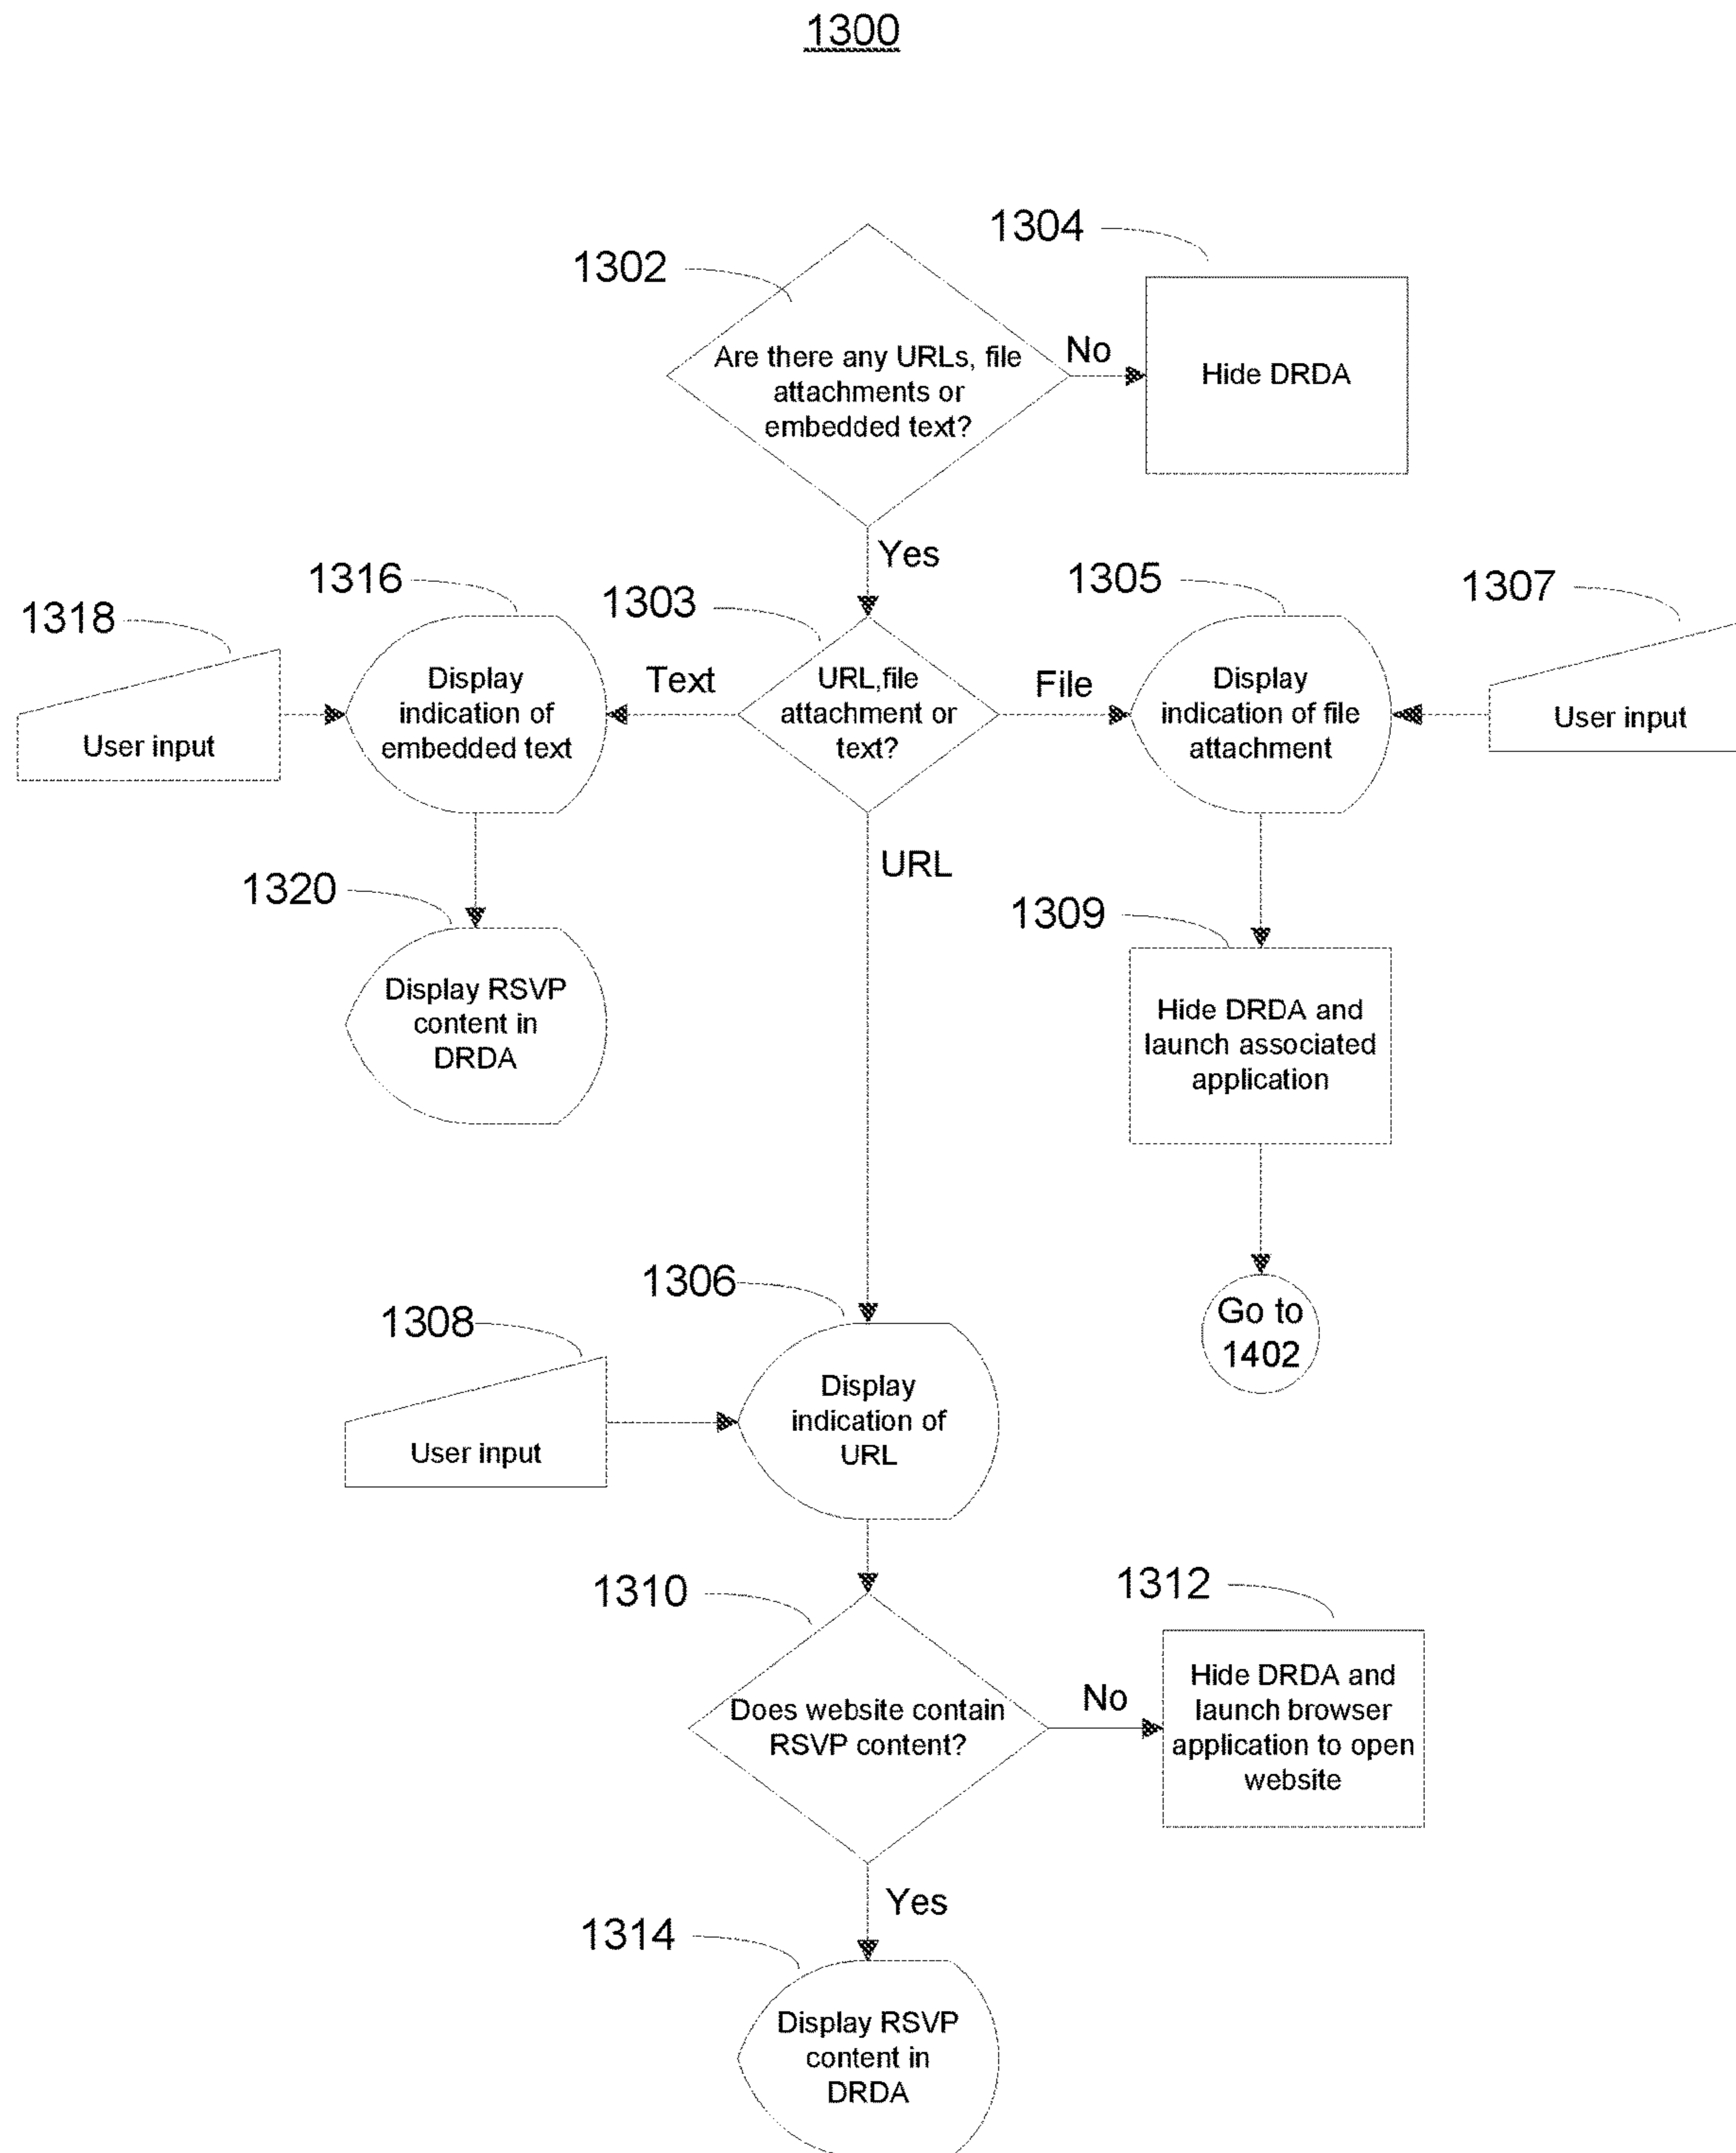 1300
1304
1302
Are there any URLs, file
attachments or
embedded text?
No
Hide DRDA
Yes
1316
1305
1307
1318
1303
Display
indication of
embedded text
Text
URL,file
attachment or
text?
File
Display
indication of file
attachment
User input
User input
URL
1320
1309
Display RSVP
content in
DRDA
Hide DRDA and
launch associated
application
1306
Go to
1402
1308
Display
indication of
URL
User input
1310
1312
Does website contain
RSVP content?
No
Hide DRDA and
launch browser
application to open
website
Yes
1314
Display RSVP
content in
DRDA